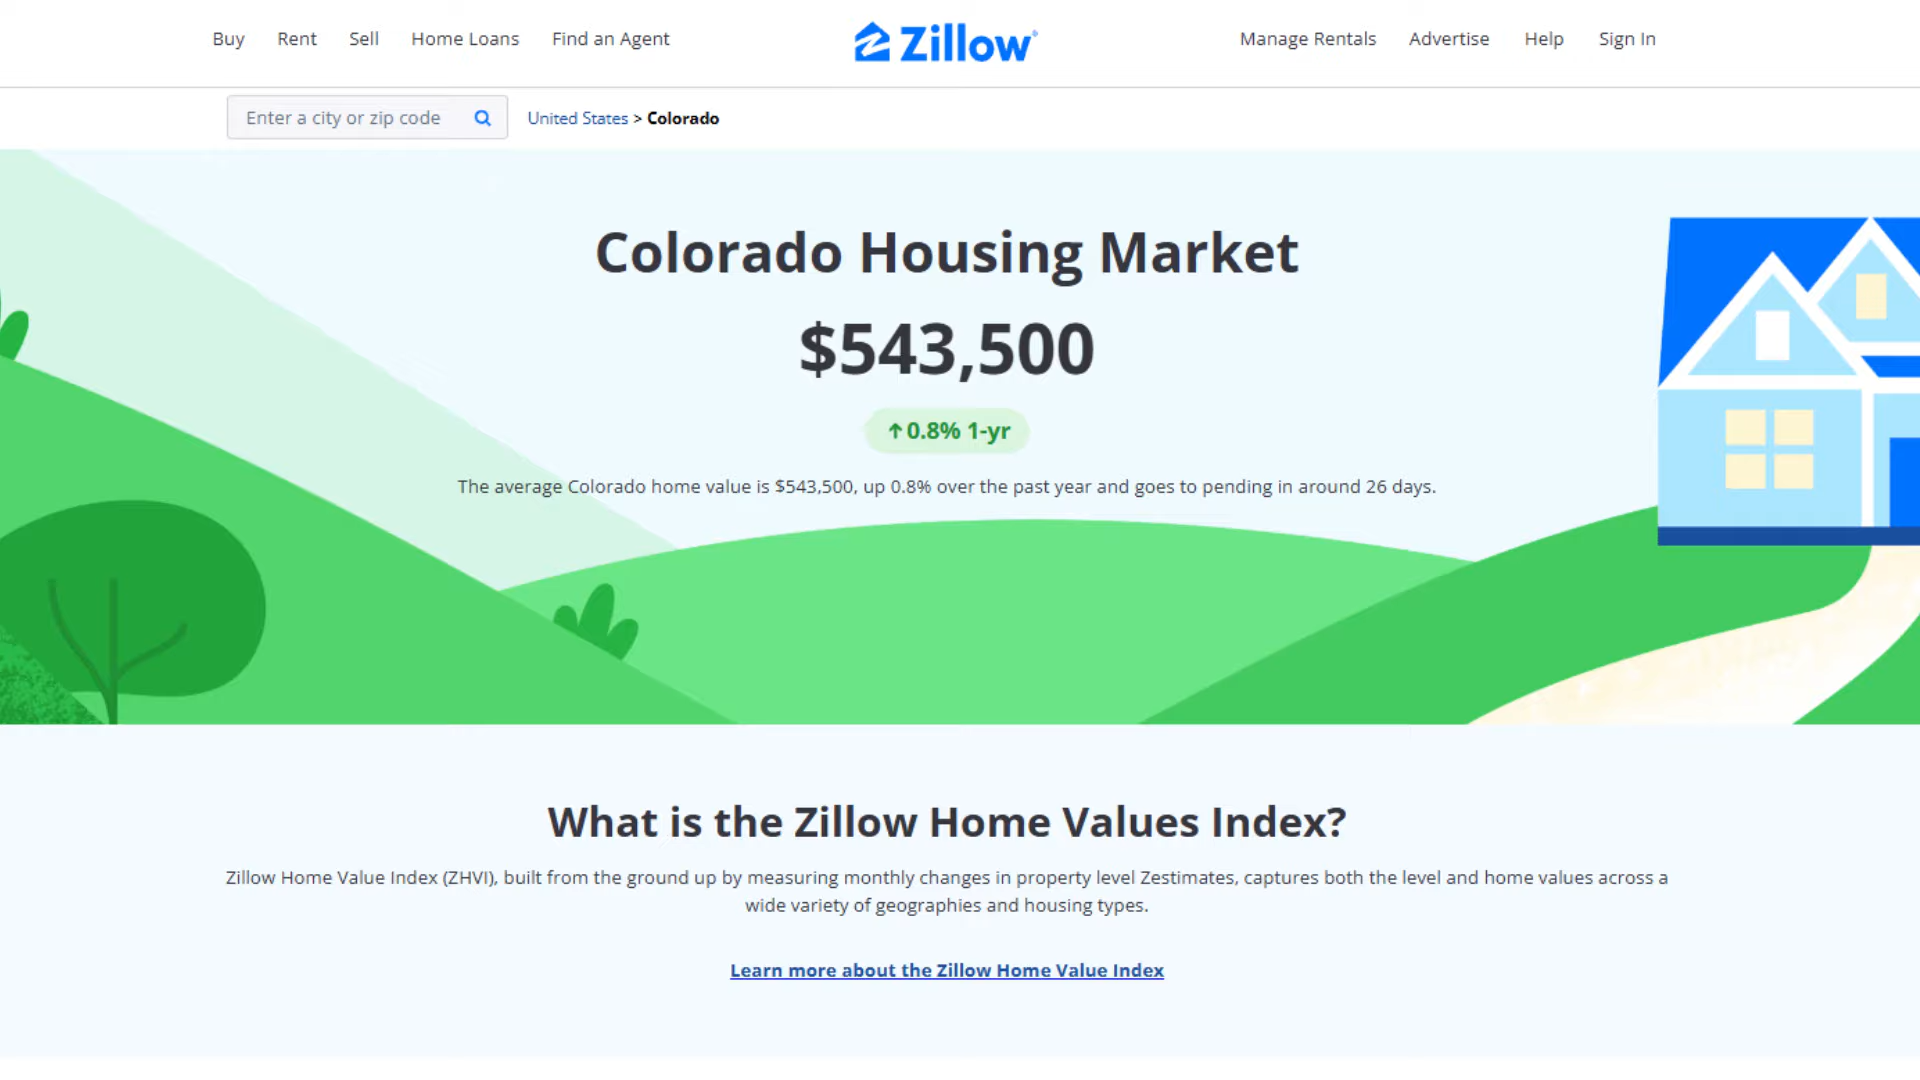 Buy Rent Sell Home Loans Find an Agent Zillow Manage Rentals Advertise Help Sign In
Enter a city or zip code United States > Colorado
Colorado Housing Market
$543,500
↑0.8% 1-yr
The average Colorado home value is $543,500, up 0.8% over the past year and goes to pending in around 26 days.
What is the Zillow Home Values Index?
Zillow Home Value Index (ZHVI), built from the ground up by measuring monthly changes in property level Zestimates, captures both the level and home values across a
wide variety of geographies and housing types.
Learn more about the Zillow Home Value Index